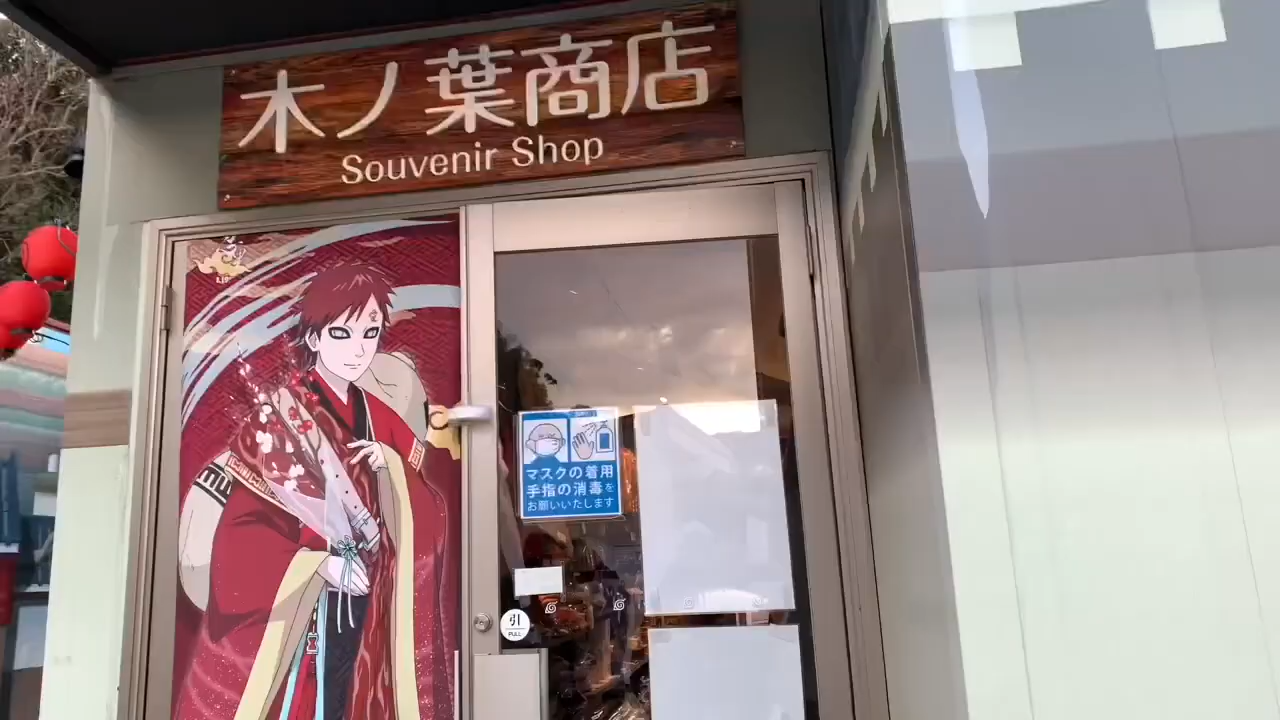 木ノ葉商店
Souvenir Shop
愛
マスクの着用
手指の消毒を
お願いいたします
引
PULL